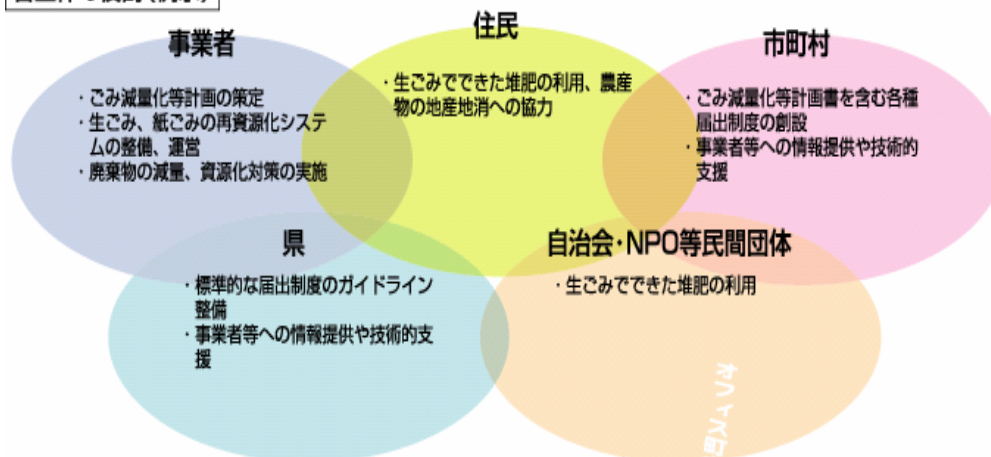 事業者
・ごみ減量化等計画の策定
・生ごみ、紙ごみの再資源化システ
ムの整備、運営
・廃棄物の減量、資源化対策の実施
住民
・生ごみでできた堆肥の利用、農産
物の地産地消への協力
市町村
・ごみ減量化等計画書を含む各種
届出制度の創設
・事業者等への情報提供や技術的
支援
県
・標準的な届出制度のガイドライン
整備
・事業者等への情報提供や技術的支
援
自治会・NPO等民間団体
・生ごみでできた堆肥の利用
オフィス町